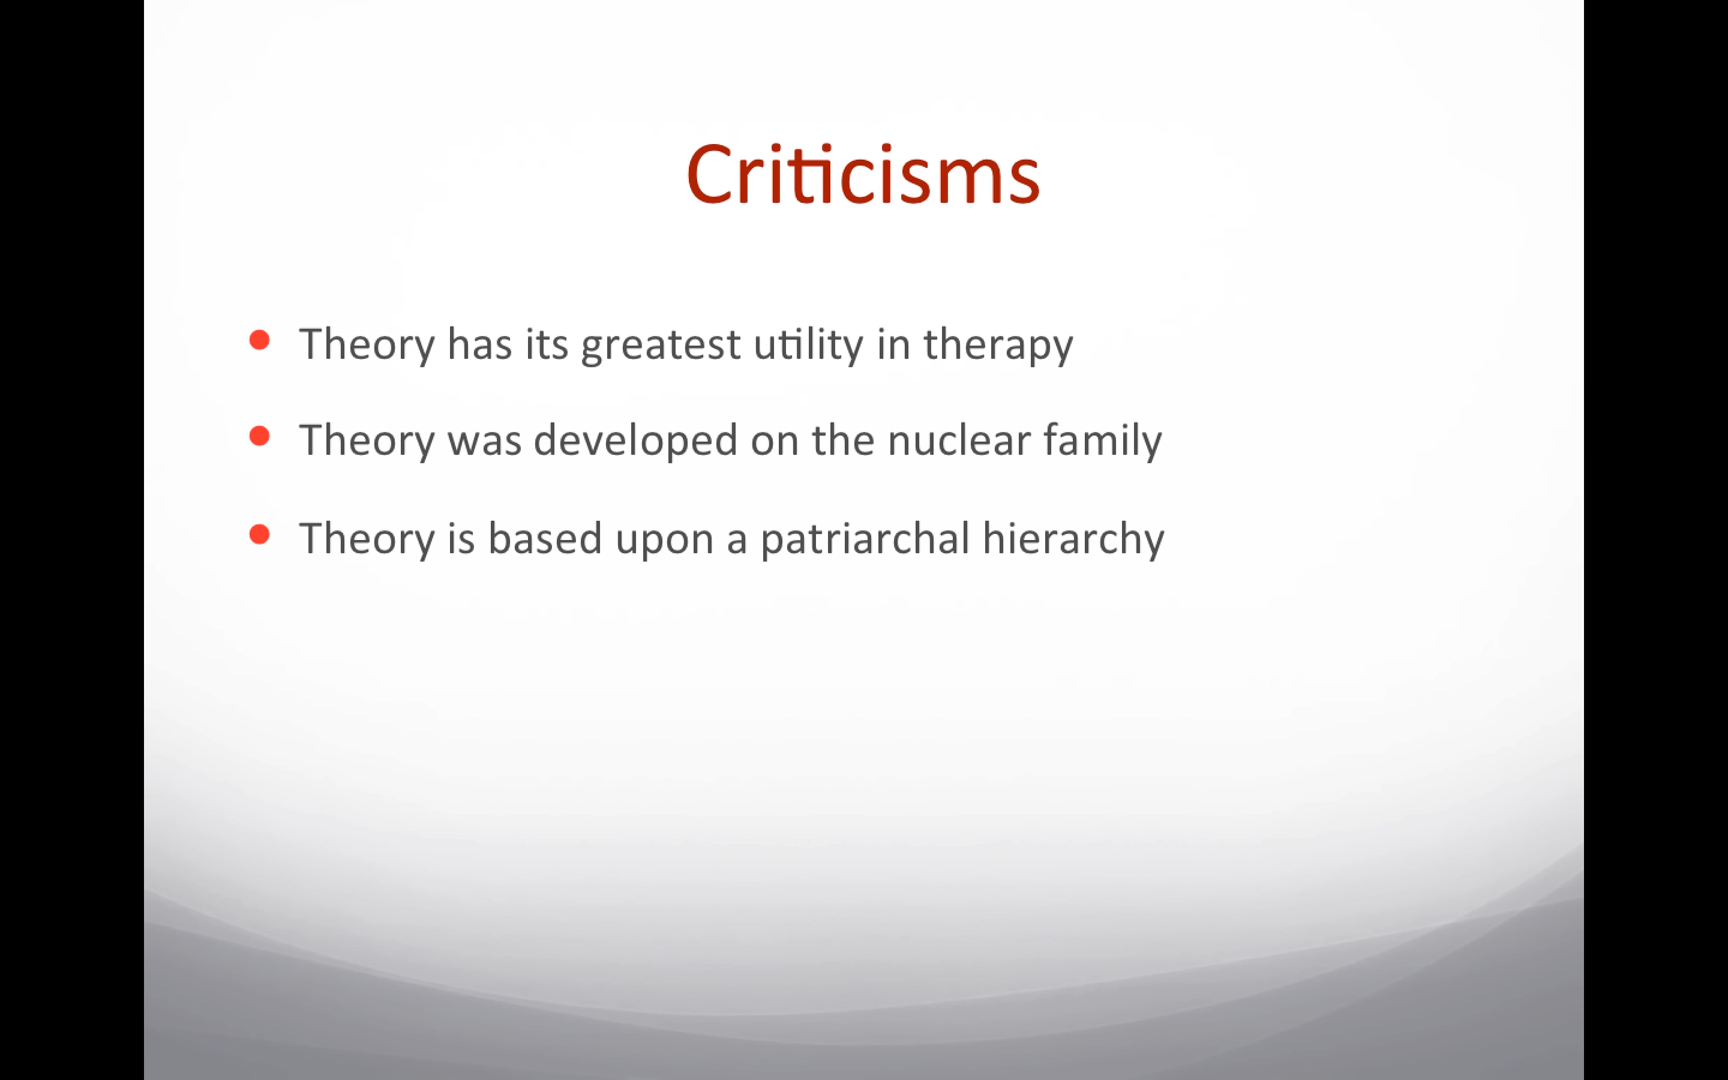 Criticisms
Theory has its greatest utility in therapy
Theory was developed on the nuclear family
Theory is based upon a patriarchal hierarchy